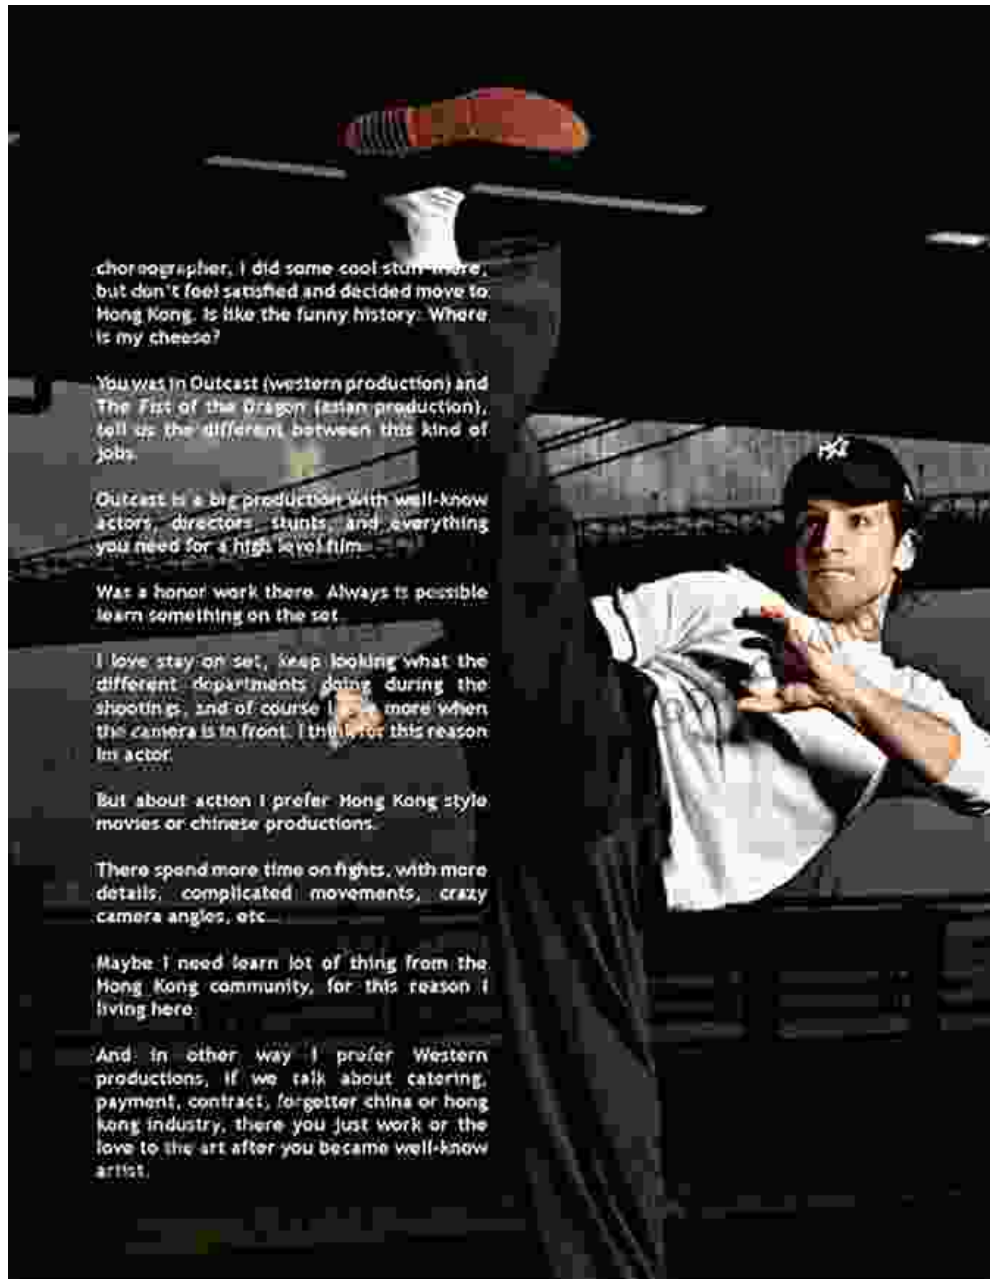 choreographer, I did some cool stuff there,
but don't feel satisfied and decided move to
Hong Kong. Is like the funny history: Where
is my cheese?
You was in Outcast (western production) and
The Fist of the Dragon (asian production),
tell us the different between this kind of
jobs.
Outcast is a big production with well-know
actors, directors, stunts, and everything
you need for a high level film.
Was a honor work there. Always is possible
learn something on the set
I love stay on set, keep looking what the
different departments doing during the
shootings, and of course I more when
the camera is in front. I think for this reason
Im actor.
But about action I prefer Hong Kong style
movies or chinese productions.
There spend more time on fights, with more
details, complicated movements, crazy
camera angles, etc...
Maybe I need learn lot of thing from the
Hong Kong community, for this reason I
living here.
And in other way I prefer Western
productions, if we talk about catering,
payment, contract, forgetter china or hong
kong industry, there you just work or the
love to the art after you became well-know
artist.